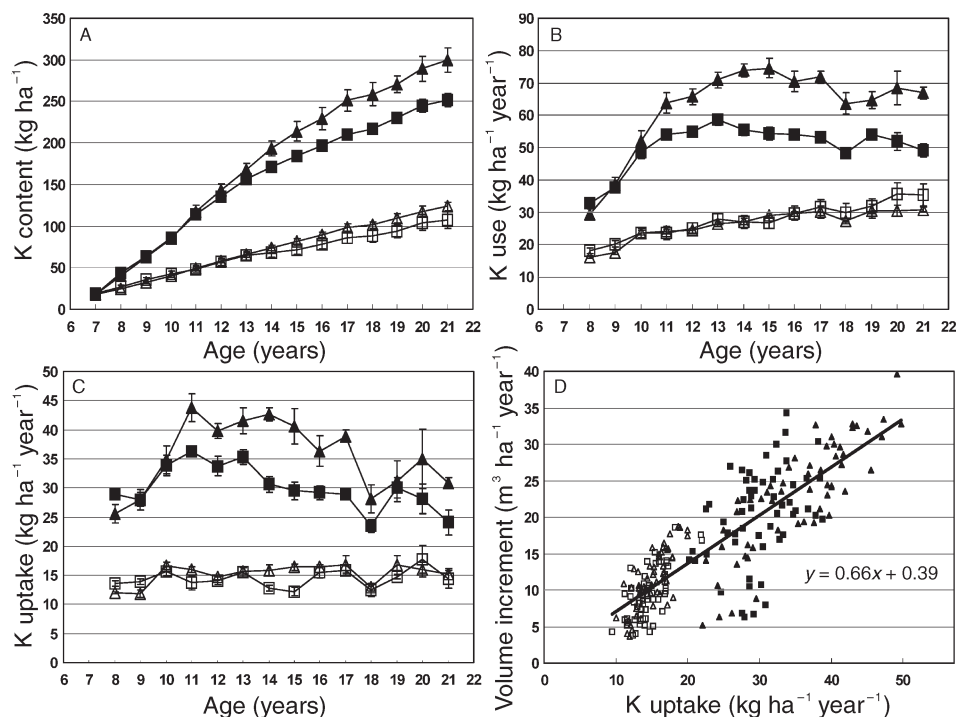 A
K content (kg ha⁻¹)
350
300
250
200
150
100
50
0
6 7 8 9 10 11 12 13 14 15 16 17 18 19 20 21 22
Age (years)
B
K use (kg ha⁻¹ year⁻¹)
90
80
70
60
50
40
30
20
10
0
6 7 8 9 10 11 12 13 14 15 16 17 18 19 20 21 22
Age (years)
C
K uptake (kg ha⁻¹ year⁻¹)
50
45
40
35
30
25
20
15
10
5
0
6 7 8 9 10 11 12 13 14 15 16 17 18 19 20 21 22
Age (years)
D
Volume increment (m³ ha⁻¹ year⁻¹)
40
35
30
25
20
15
10
5
0
y = 0.66x + 0.39
0 10 20 30 40 50
K uptake (kg ha⁻¹ year⁻¹)